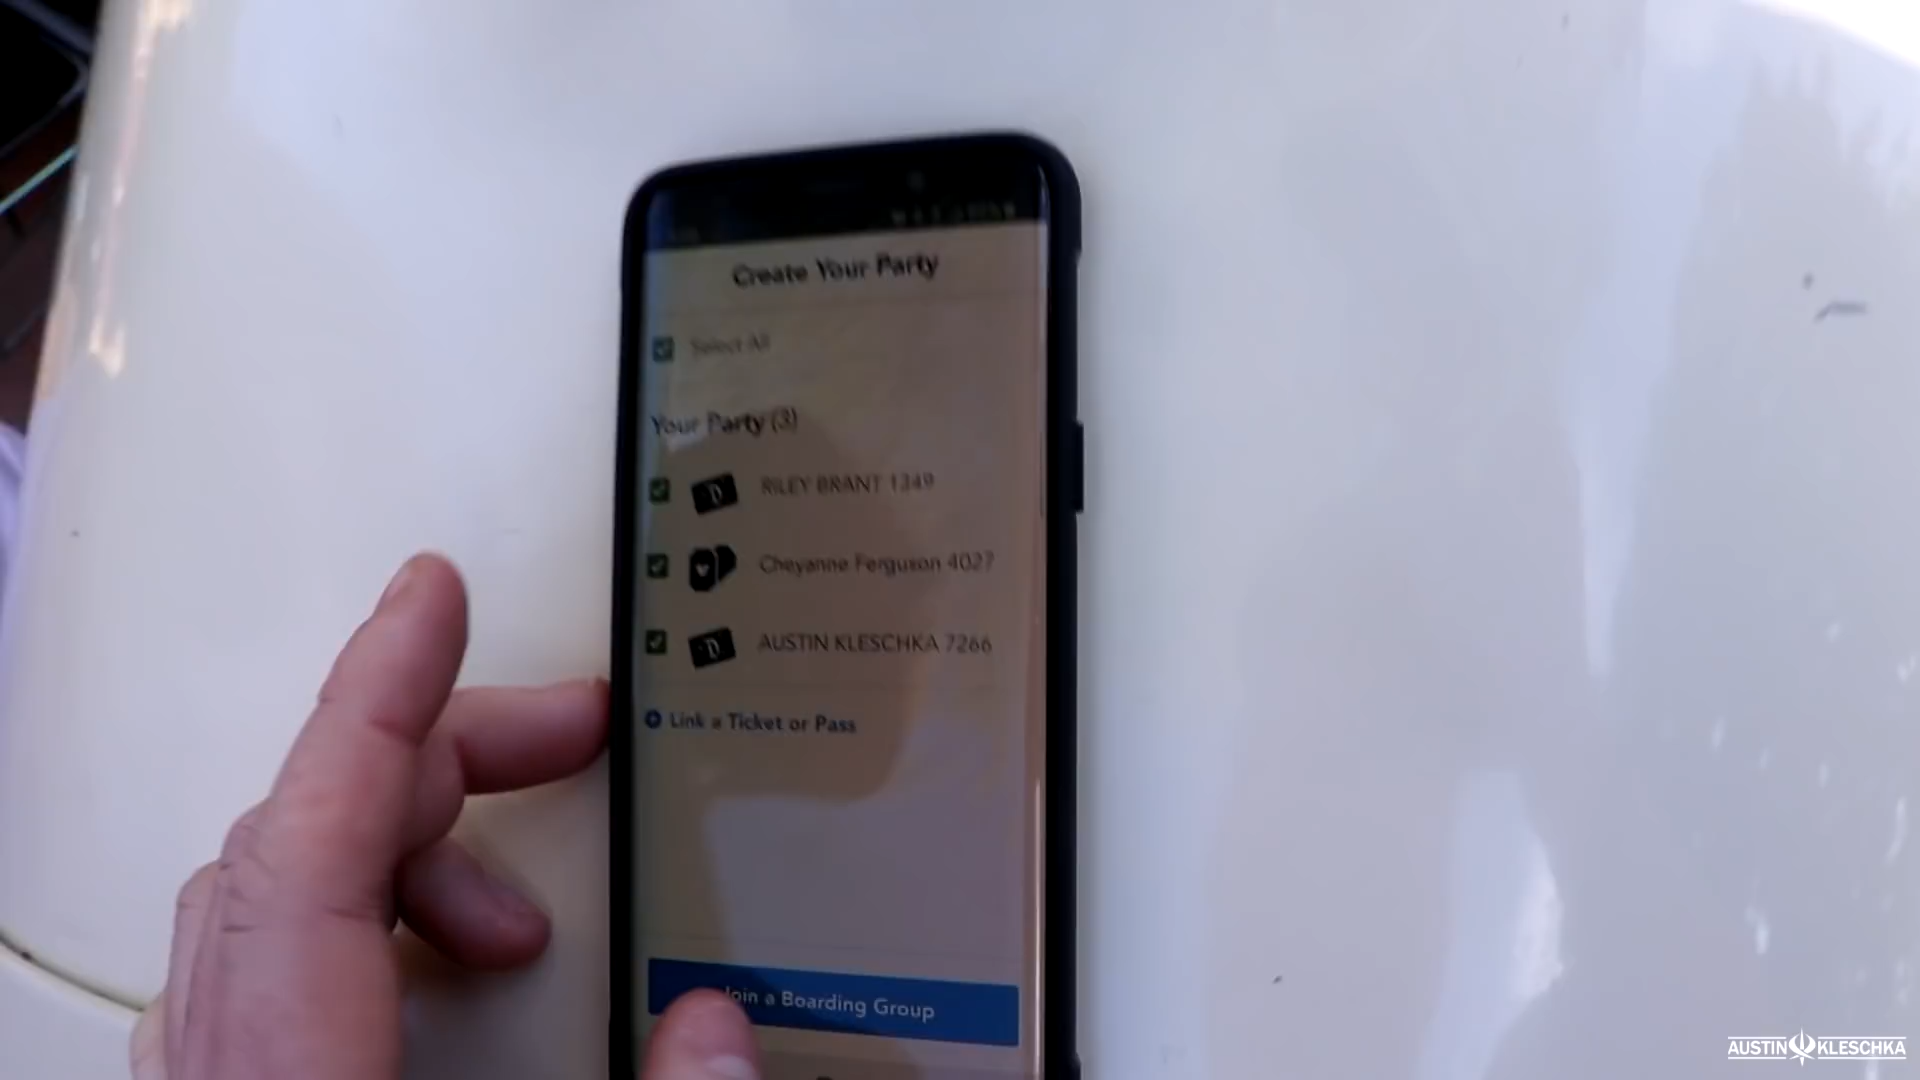 Create Your Party
Select All
Your Party (3)
RILEY BRANT 1349
Cheyanne Ferguson 4027
AUSTIN KLESCHKA 7266
Link a Ticket or Pass
Join a Boarding Group
AUSTIN KLESCHKA